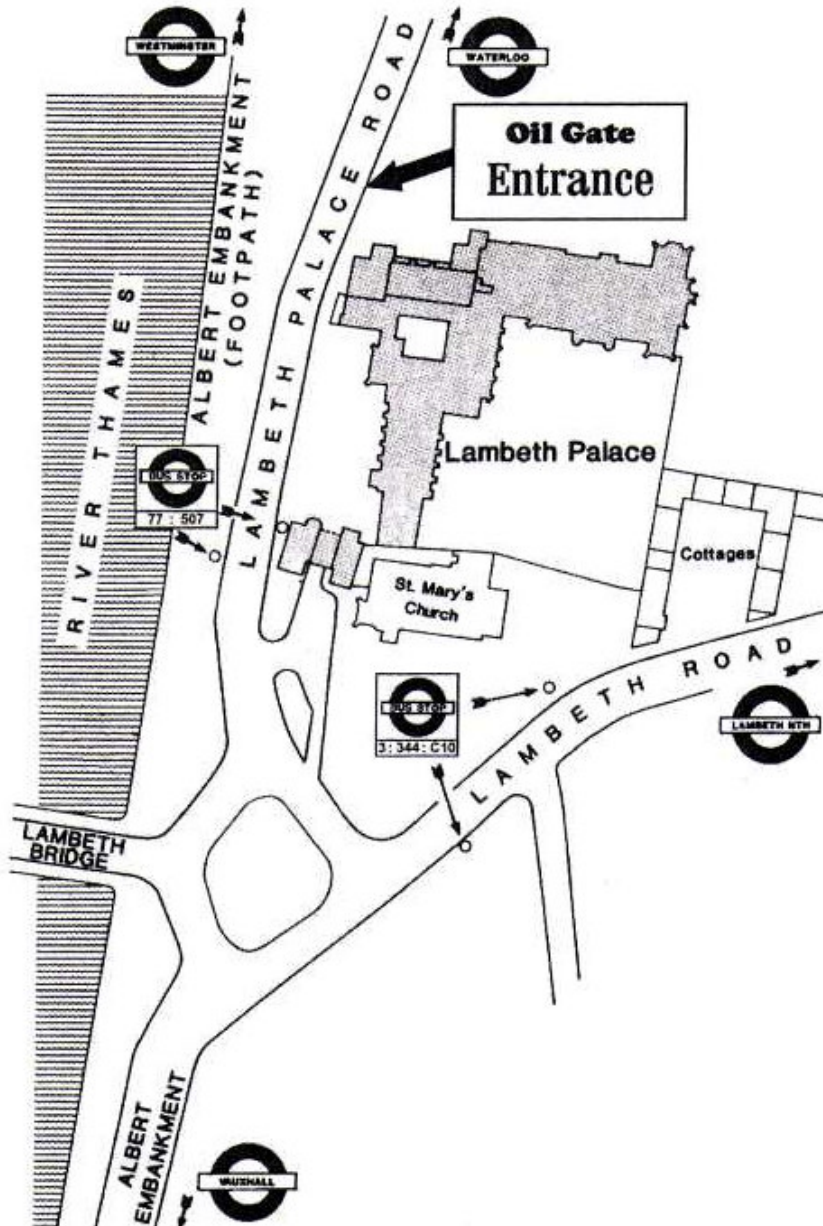 WESTMINSTER
WATERLOO
Oil Gate
Entrance
ALBERT EMBANKMENT
(FOOTPATH)
LAMBETH PALACE ROAD
RIVER THAMES
BUS STOP
77 : 507
Lambeth Palace
Cottages
St. Mary's
Church
BUS STOP
3 : 344 : C10
LAMBETH ROAD
LAMBETH NTH
LAMBETH
BRIDGE
ALBERT
EMBANKMENT
VAUXHALL